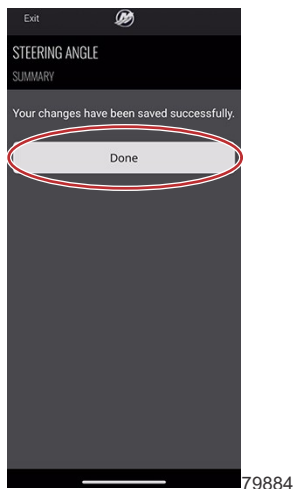 Exit
STEERING ANGLE
SUMMARY
Your changes have been saved successfully.
Done
79884